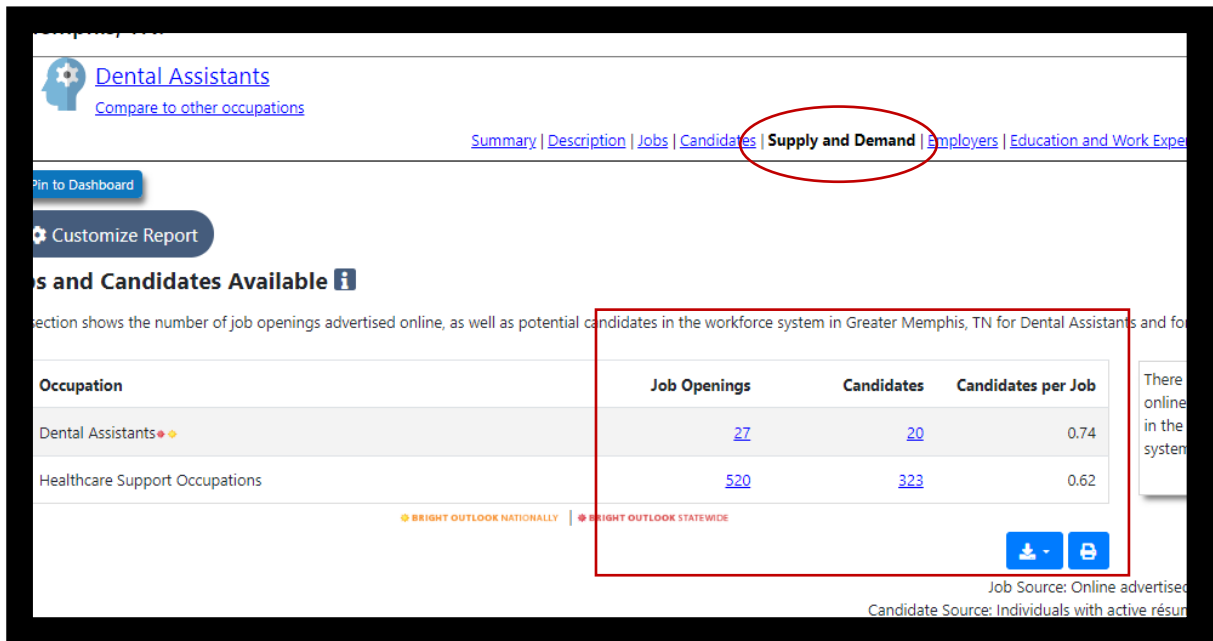 Dental Assistants
Compare to other occupations
Summary | Description | Jobs | Candidates | Supply and Demand | Employers | Education and Work Exper
Pin to Dashboard
Customize Report
and Candidates Available
section shows the number of job openings advertised online, as well as potential candidates in the workforce system in Greater Memphis, TN for Dental Assistants and for
Occupation Job Openings Candidates Candidates per Job
Dental Assistants 27 20 0.74
Healthcare Support Occupations 520 323 0.62
There
online
in the
system
BRIGHT OUTLOOK NATIONALLY | BRIGHT OUTLOOK STATEWIDE
Job Source: Online advertised
Candidate Source: Individuals with active résum